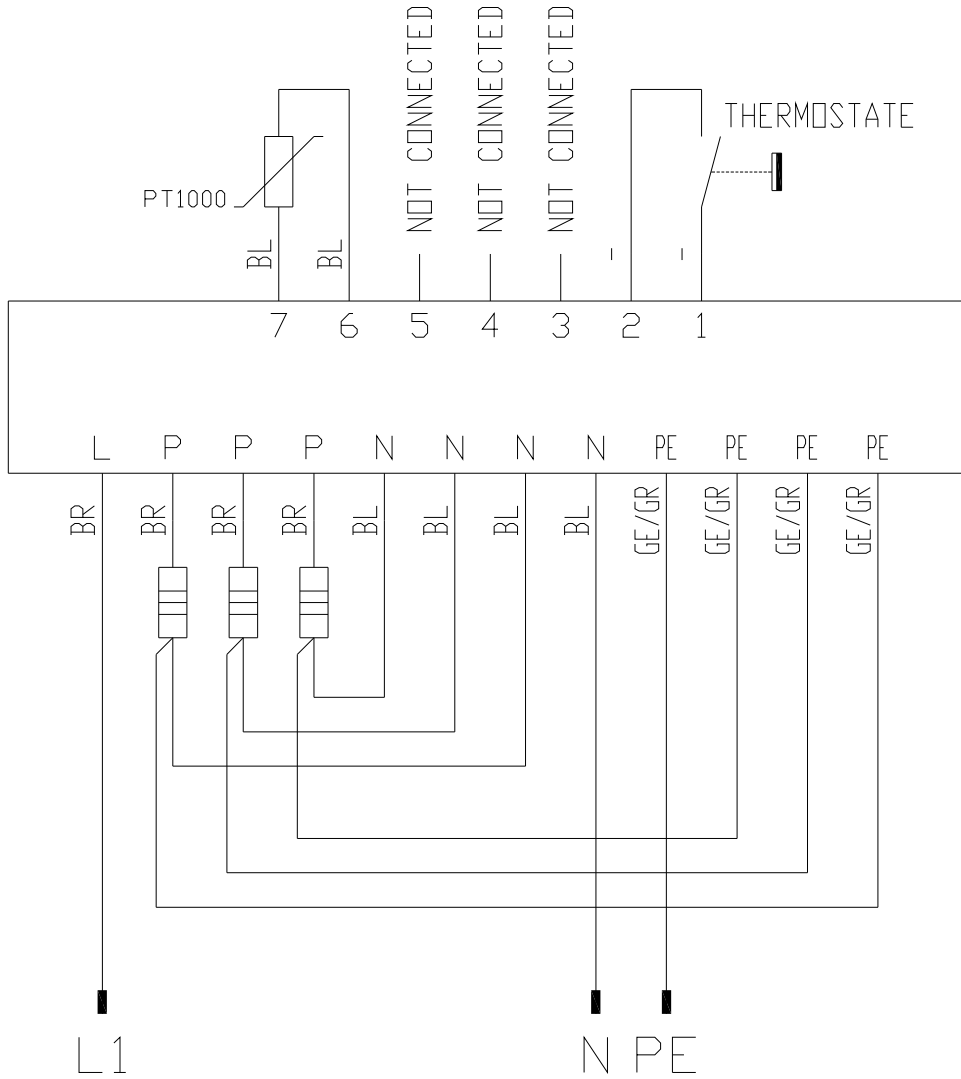 NOT CONNECTED
NOT CONNECTED
NOT CONNECTED
THERMOSTATE
PT1000
BL
BL
_
_
7 6 5 4 3 2 1
L P P P N N N N PE PE PE PE
BR BR BR BR BL BL BL BL GE/GR GE/GR GE/GR GE/GR
L1 N PE